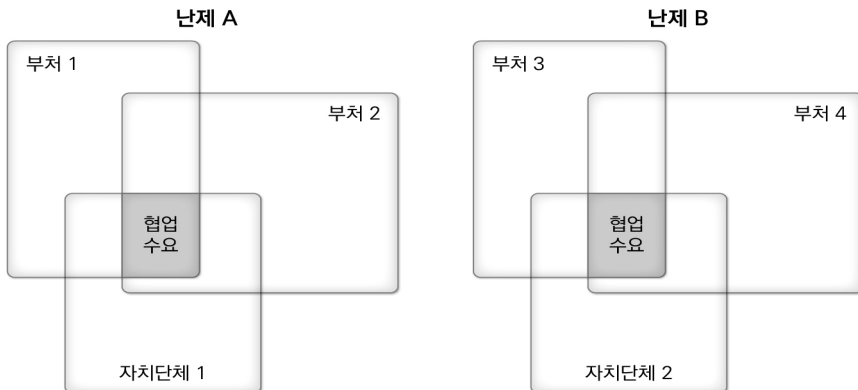 난제 A
부처 1
부처 2
협업
수요
자치단체 1
난제 B
부처 3
부처 4
협업
수요
자치단체 2